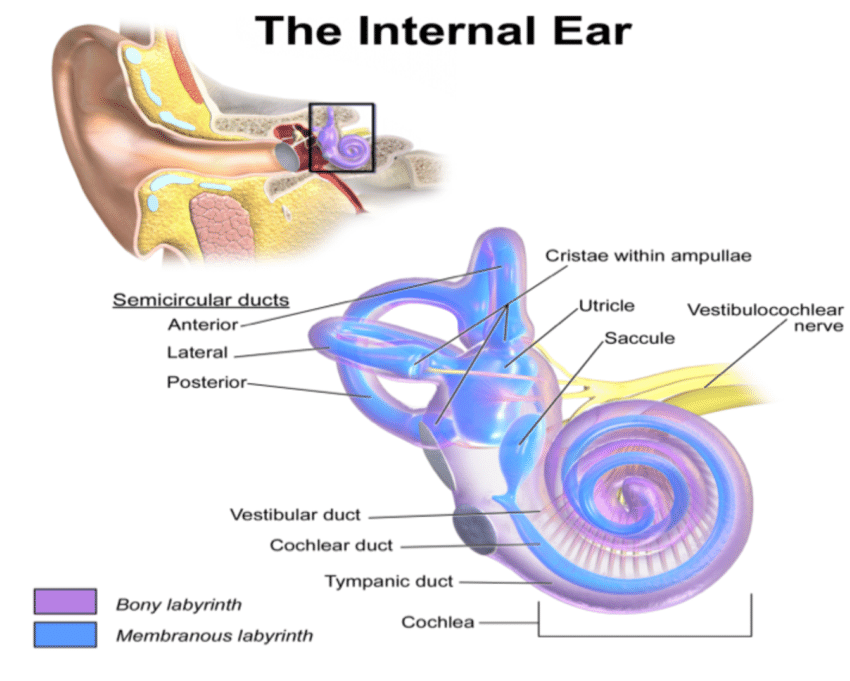 The Internal Ear
Cristae within ampullae
Semicircular ducts
Utricle
Vestibulocochlear
nerve
Anterior
Saccule
Lateral
Posterior
Vestibular duct
Cochlear duct
Tympanic duct
Bony labyrinth
Cochlea
Membranous labyrinth